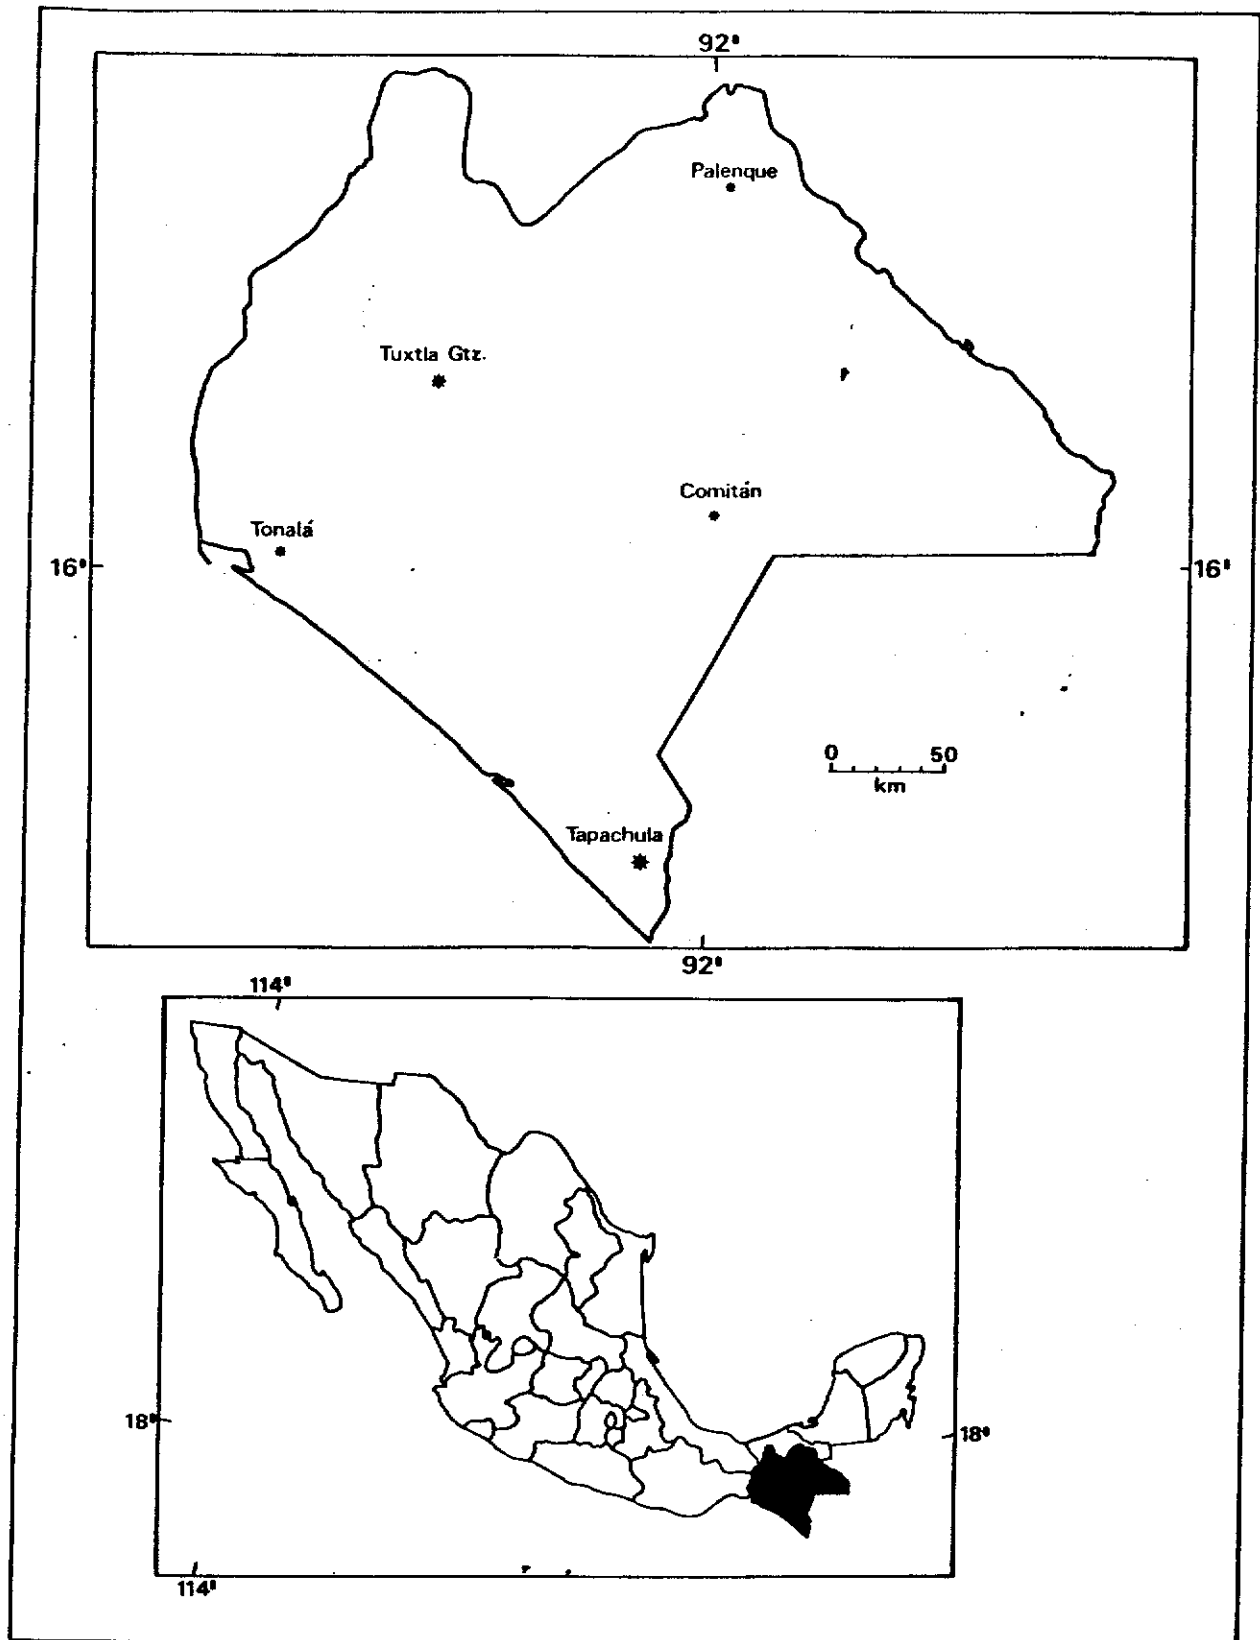 92°
Palenque
Tuxtla Gtz.
Comitán
Tonalá
16°
16°
0 50
km
Tapachula
92°
114°
18°
18°
114°